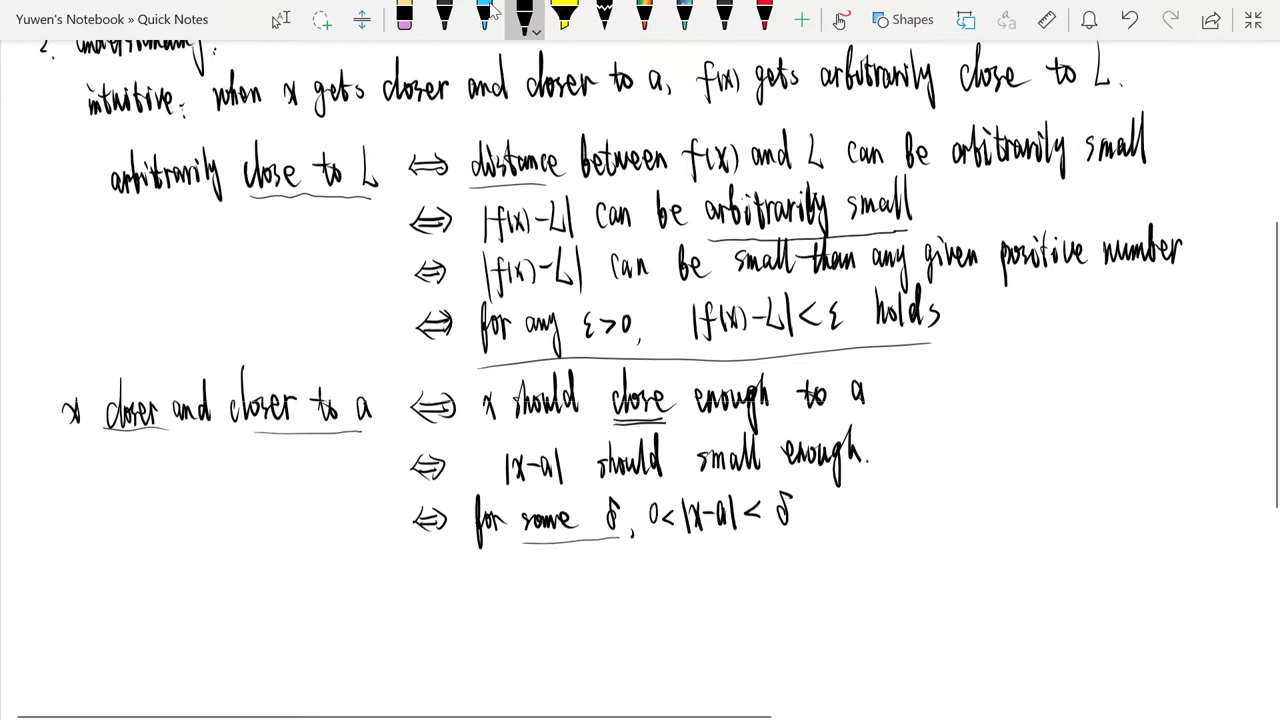 Yuwen's Notebook » Quick Notes
Shapes
2. understanding:
intuitive: when x gets closer and closer to a, f(x) gets arbitrarily close to L.
arbitrarily close to L ⇔ distance between f(x) and L can be arbitrarily small
⇔ |f(x)-L| can be arbitrarily small
⇔ |f(x)-L| can be small than any given positive number
⇔ for any ε>0, |f(x)-L|<ε holds
x closer and closer to a ⇔ x should close enough to a
⇔ |x-a| should small enough.
⇔ for some δ, 0<|x-a|<δ